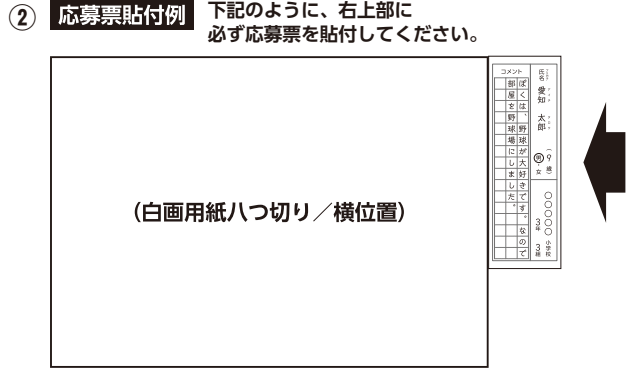 ② 応募票貼付例
下記のように、右上部に
必ず応募票を貼付してください。
(白画用紙八つ切り／横位置)
氏名 愛知 太郎 (9歳) 男・女
○○○○○小学校 3年 3組
コメント
ぼくは、野球が大好きです。なので
部屋を野球場にしました。